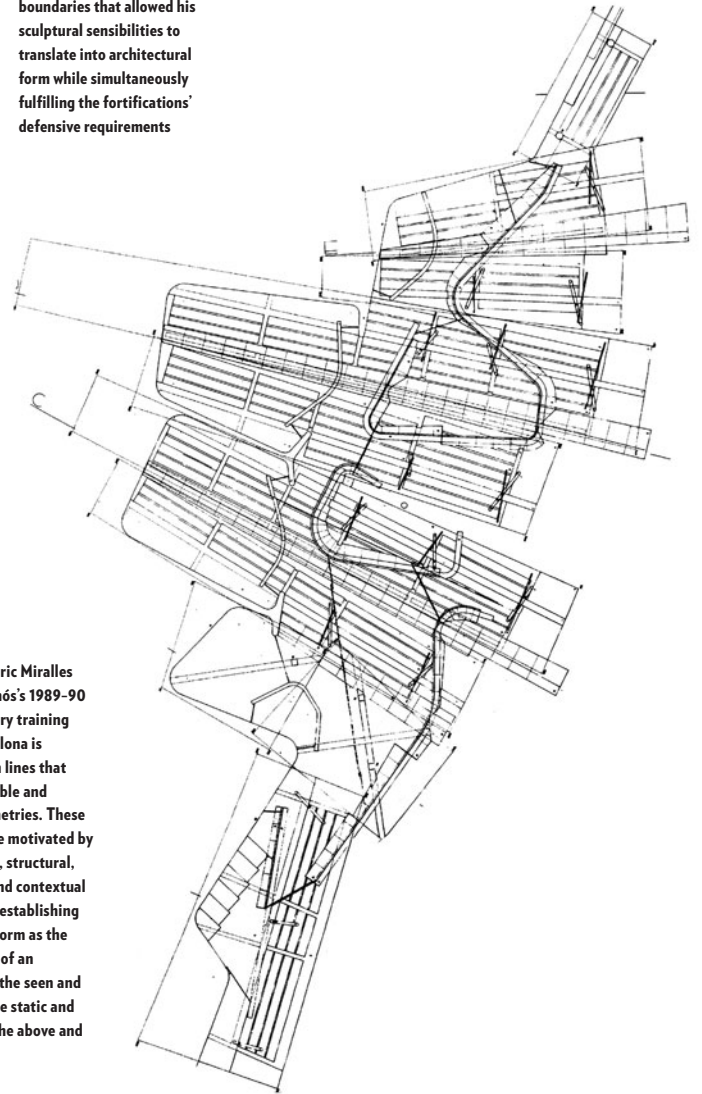 boundaries that allowed his
sculptural sensibilities to
translate into architectural
form while simultaneously
fulfilling the fortifications’
defensive requirements
ric Miralles
ós’s 1989–90
ry training
lona is
lines that
ble and
etries. These
e motivated by
, structural,
nd contextual
establishing
orm as the
of an
the seen and
e static and
he above and